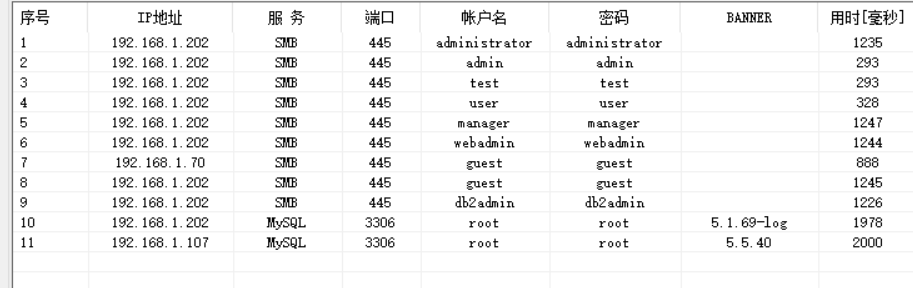 序号 IP地址 服 务 端口 帐户名 密码 BANNER 用时[毫秒]
1 192.168.1.202 SMB 445 administrator administrator 1235
2 192.168.1.202 SMB 445 admin admin 293
3 192.168.1.202 SMB 445 test test 293
4 192.168.1.202 SMB 445 user user 328
5 192.168.1.202 SMB 445 manager manager 1247
6 192.168.1.202 SMB 445 webadmin webadmin 1244
7 192.168.1.70 SMB 445 guest guest 888
8 192.168.1.202 SMB 445 guest guest 1245
9 192.168.1.202 SMB 445 db2admin db2admin 1226
10 192.168.1.202 MySQL 3306 root root 5.1.69-log 1978
11 192.168.1.107 MySQL 3306 root root 5.5.40 2000